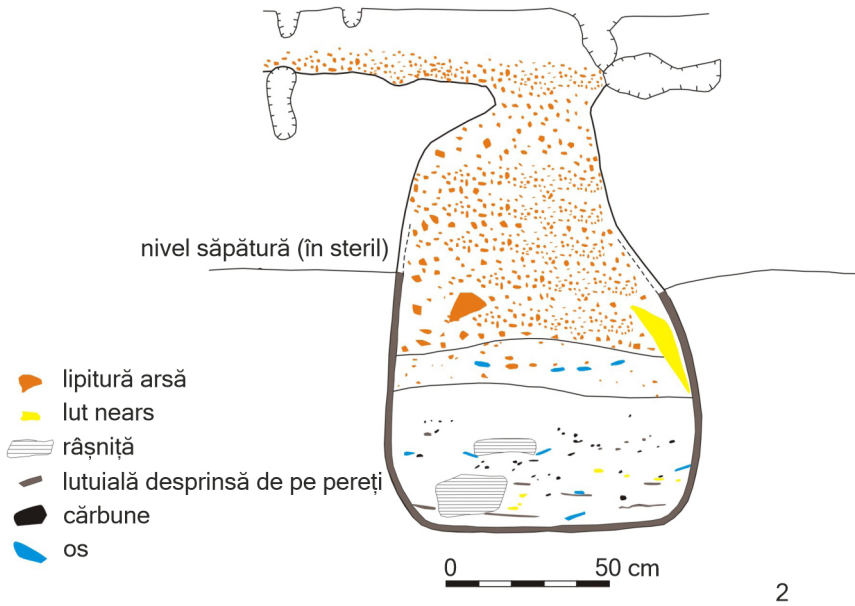 nivel săpătură (în steril)
lipitură arsă
lut nears
râșniță
lutuială desprinsă de pe pereți
cărbune
os
0 50 cm
2